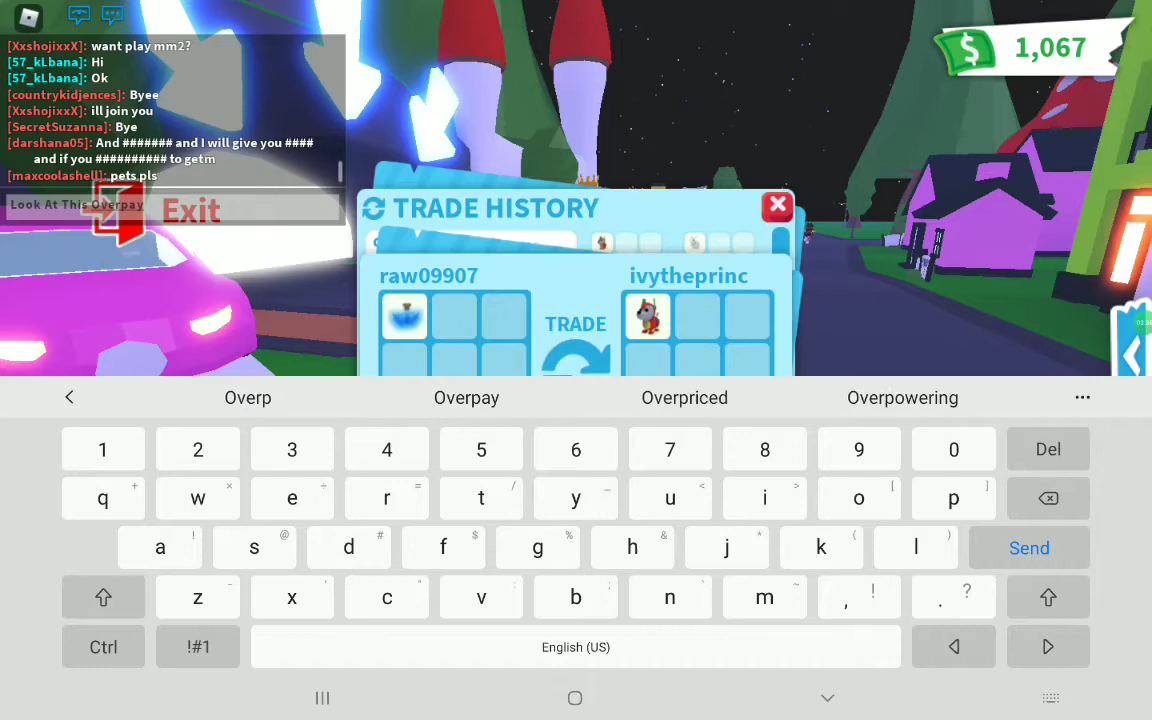 [XxshojixxX]: want play mm2?
[57_kLbana]: Hi
[57_kLbana]: Ok
[countrykidjences]: Byee
[XxshojixxX]: ill join you
[SecretSuzanna]: Bye
[darshana05]: And ####### and I will give you ####
and if you ########## to getm
[maxcoolashell]: pets pls
Look At This Overpay
Exit
$ 1,067
TRADE HISTORY
raw09907 ivytheprinc
TRADE
Overp Overpay Overpriced Overpowering
1 2 3 4 5 6 7 8 9 0 Del
q + w × e ÷ r = t / y _ u < i > o [ p ]
a ! s @ d # f $ g % h & j * k ( l ) Send
z - x ' c " v : b ; n ` m ~ , ! . ?
Ctrl !#1 English (US)